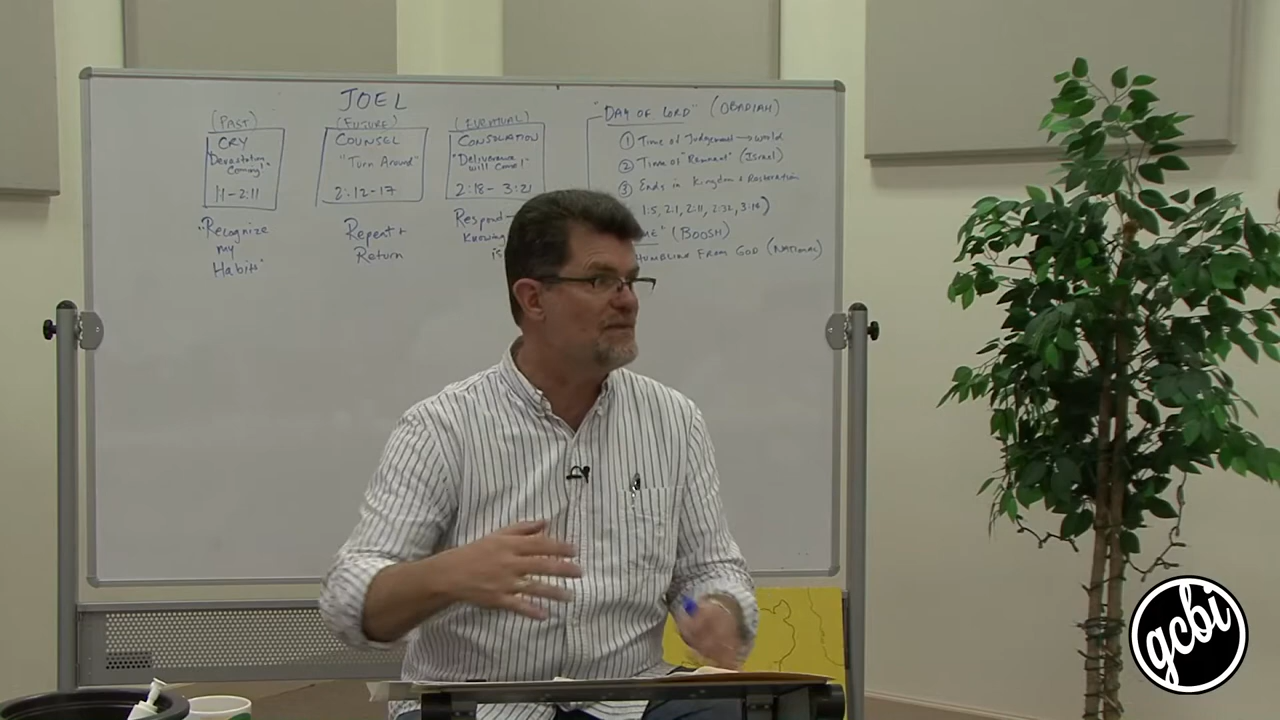 JOEL
(PAST)
CRY
"Devastation
Coming!"
1-2:11
"Recognize
my
Habits"
(FUTURE)
COUNSEL
"Turn Around"
2:12-17
Repent +
Return
(EVENTUAL)
CONSOLATION
"Deliverance
will Come!"
2:18- 3:21
Respond
Knowing
is
"DAY OF LORD" (OBADIAH)
① Time of Judgement → world
② Time of "Remnant" (Israel)
③ Ends in Kingdom + Restoration
1:5, 2:1, 2:11, 2:32, 3:14)
(BOOSH)
HUMBLING FROM GOD (NATIONAL)
gcbi